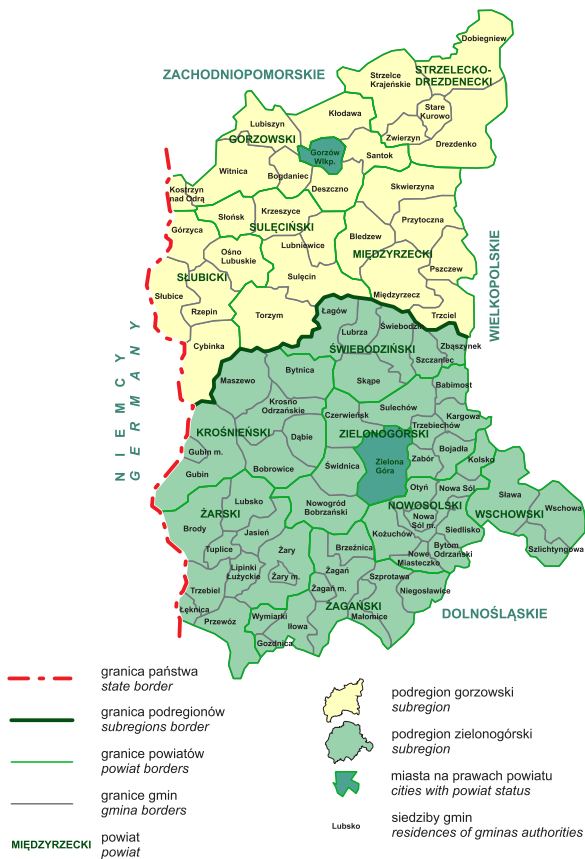 Dobiegniew
ZACHODNIOPOMORSKIE
STRZELECKO-
DREZDENECKI
Strzelce
Krajeńskie
Stare
Kurowo
Kłodawa
Lubiszyn
GORZOWSKI
Zwierzyn
Drezdenko
Gorzów
Wlkp.
Santok
Witnica
Bogdaniec
Deszczno
Skwierzyna
Kostrzyn
nad Odrą
Słońsk
Krzeszyce
Przytoczna
Górzyca
SULĘCIŃSKI
Bledzew
Lubniewice
MIĘDZYRZECKI
Ośno
Lubuskie
Pszczew
SŁUBICKI
Sulęcin
WIELKOPOLSKIE
Słubice
Międzyrzecz
Rzepin
Torzym
Łagów
Trzciel
Świebodzin
Lubrza
Cybinka
ŚWIEBODZIŃSKI
Zbąszynek
Szczaniec
NIEMCY
GERMANY
Maszewo
Bytnica
Skąpe
Babimost
Krosno
Odrzańskie
Czerwieńsk
Sulechów
Kargowa
Trzebiechów
KROŚNIEŃSKI
Dąbie
ZIELONOGÓRSKI
Bojadła
Gubin m.
Zabór
Kolsko
Gubin
Bobrowice
Świdnica
Zielona
Góra
Otyń
Nowa Sól
Sława
Wschowa
Lubsko
Nowogród
Bobrzański
NOWOSOLSKI
WSCHOWSKI
ŻARSKI
Nowa
Sól m.
Siedlisko
Brody
Jasień
Kożuchów
Szlichtyngowa
Tuplice
Żary
Brzeźnica
Nowe
Miasteczko
Bytom
Odrzański
Lipinki
Łużyckie
Żary m.
Żagań
Szprotawa
Trzebiel
Żagań m.
Niegosławice
Łęknica
ŻAGAŃSKI
Przewóz
Wymiarki
Iłowa
Małomice
DOLNOŚLĄSKIE
Gozdnica
granica państwa
state border
granica podregionów
subregions border
granice powiatów
powiat borders
granice gmin
gmina borders
MIĘDZYRZECKI
powiat
powiat
podregion gorzowski
subregion
podregion zielonogórski
subregion
miasta na prawach powiatu
cities with powiat status
Lubsko
siedziby gmin
residences of gminas authorities